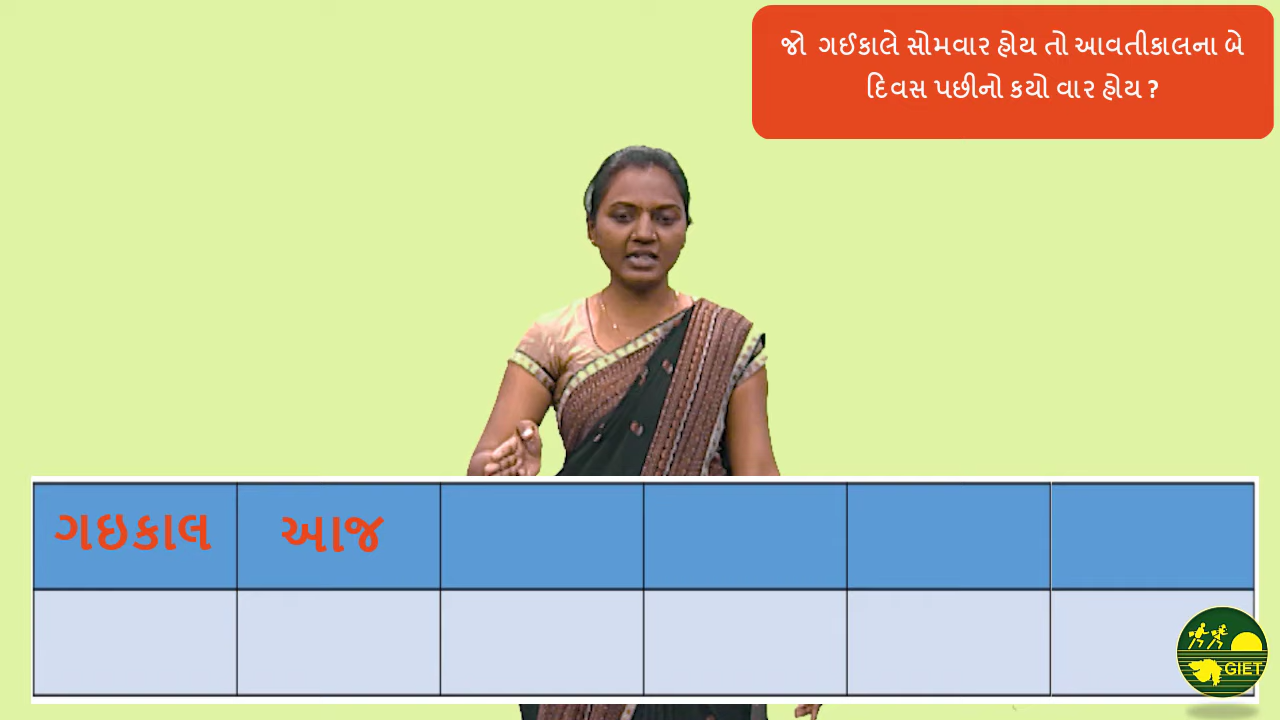 જો ગઈકાલે સોમવાર હોય તો આવતીકાલના બે
દિવસ પછીનો કયો વાર હોય ?
ગઇકાલ આજ
GIET